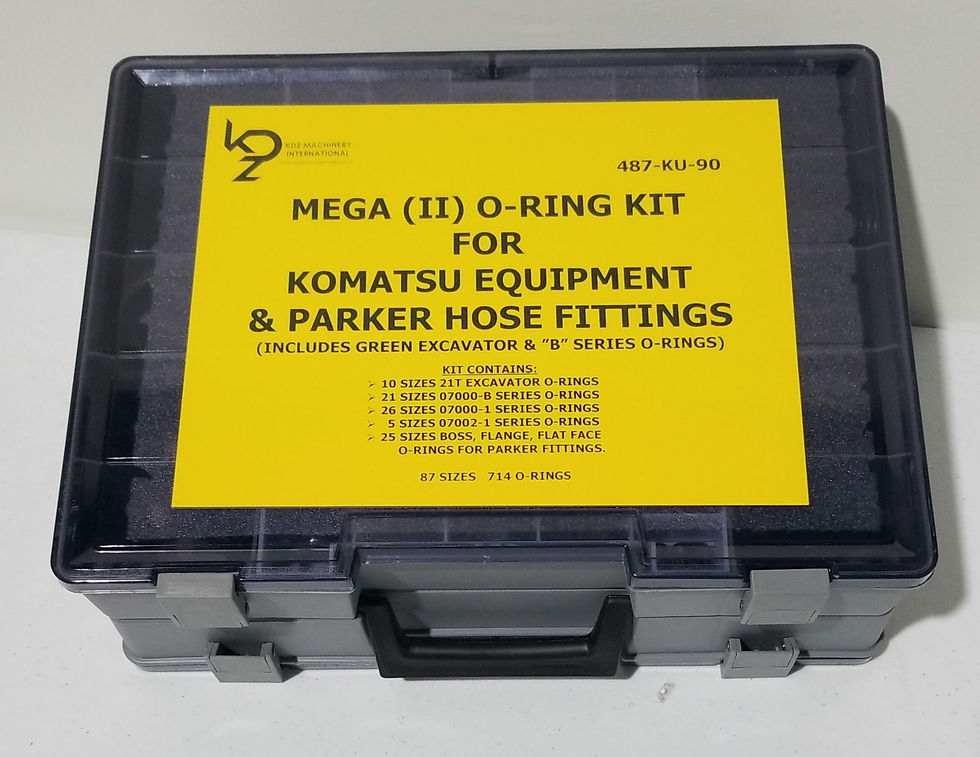 KOZ
KDZ MACHINERY
INTERNATIONAL
487-KU-90
MEGA (II) O-RING KIT
FOR
KOMATSU EQUIPMENT
& PARKER HOSE FITTINGS
(INCLUDES GREEN EXCAVATOR & ”B” SERIES O-RINGS)
KIT CONTAINS:
➢ 10 SIZES 21T EXCAVATOR O-RINGS
➢ 21 SIZES 07000-B SERIES O-RINGS
➢ 26 SIZES 07000-1 SERIES O-RINGS
➢ 5 SIZES 07002-1 SERIES O-RINGS
➢ 25 SIZES BOSS, FLANGE, FLAT FACE
O-RINGS FOR PARKER FITTINGS.
87 SIZES 714 O-RINGS